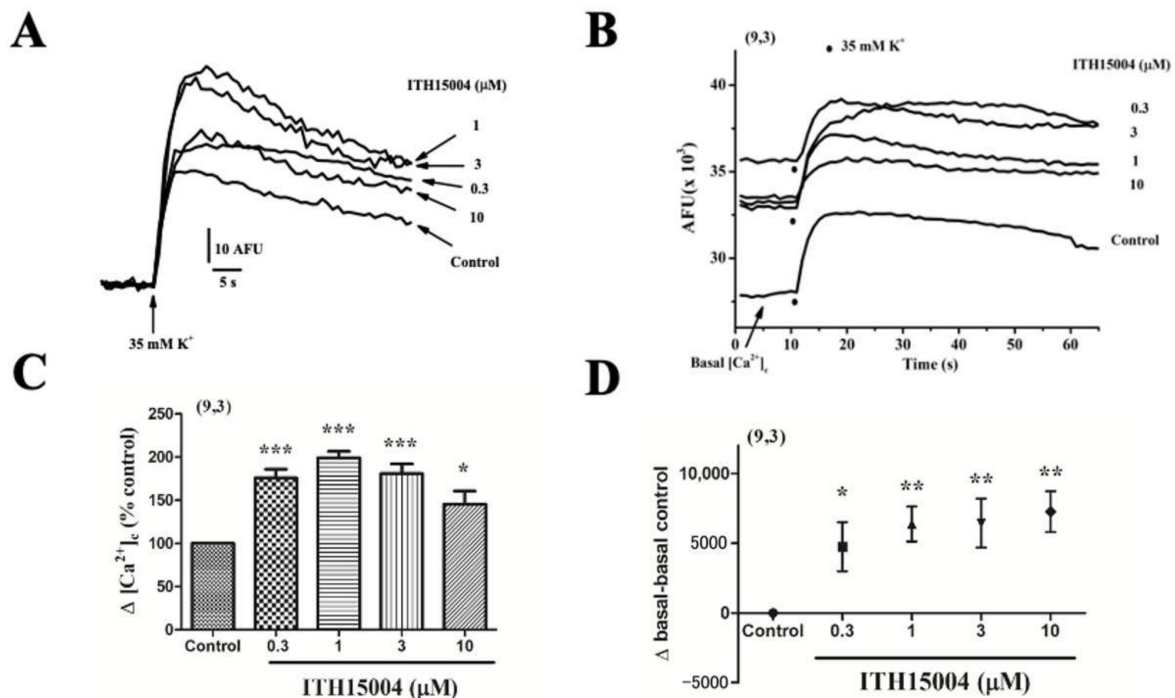 A
ITH15004 (μM)
1
3
0.3
10
Control
10 AFU
5 s
35 mM K⁺
B
(9,3)
35 mM K⁺
ITH15004 (μM)
0.3
3
1
10
Control
AFU(x 10³)
39
35
31
27
0 10 20 30 40 50 60
Time (s)
Basal [Ca²⁺]c
C
(9,3)
Δ [Ca²⁺]c (% control)
250
200
150
100
50
0
***
***
***
*
Control 0.3 1 3 10
ITH15004 (μM)
D
(9,3)
Δ basal-basal control
10,000
5000
0
−5000
*
**
**
**
Control 0.3 1 3 10
ITH15004 (μM)